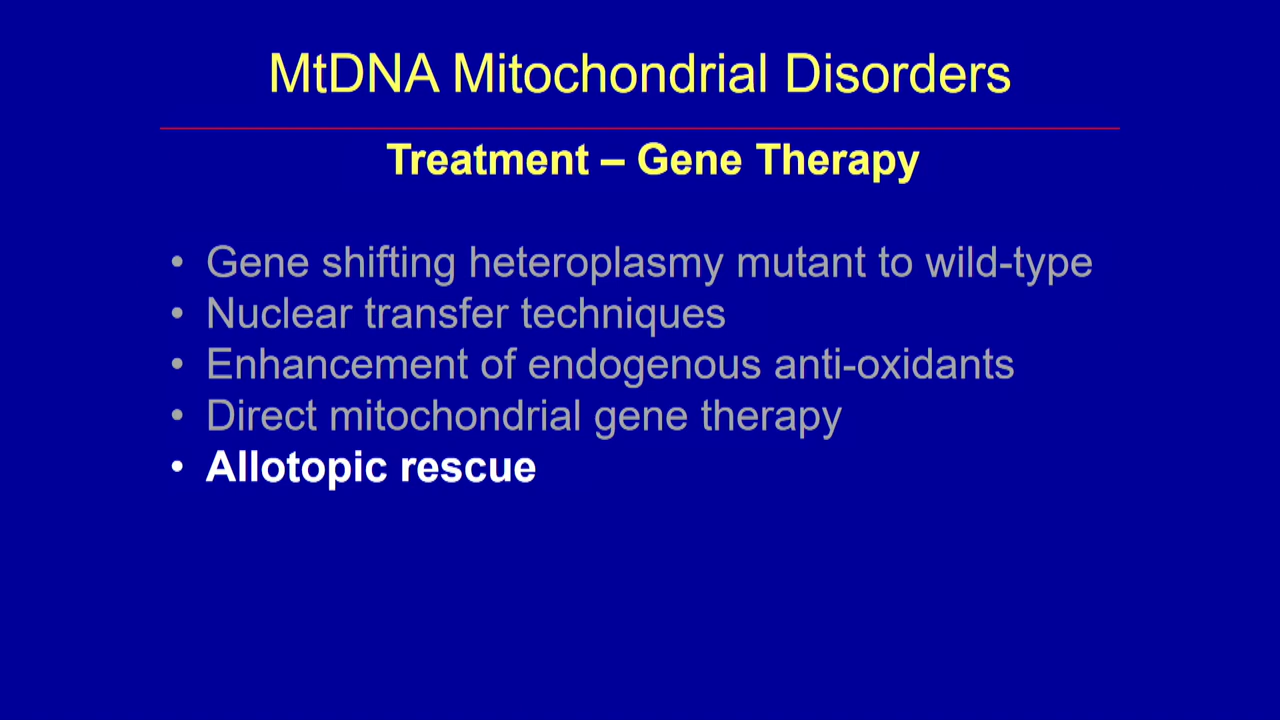 MtDNA Mitochondrial Disorders
Treatment – Gene Therapy
• Gene shifting heteroplasmy mutant to wild-type
• Nuclear transfer techniques
• Enhancement of endogenous anti-oxidants
• Direct mitochondrial gene therapy
• Allotopic rescue